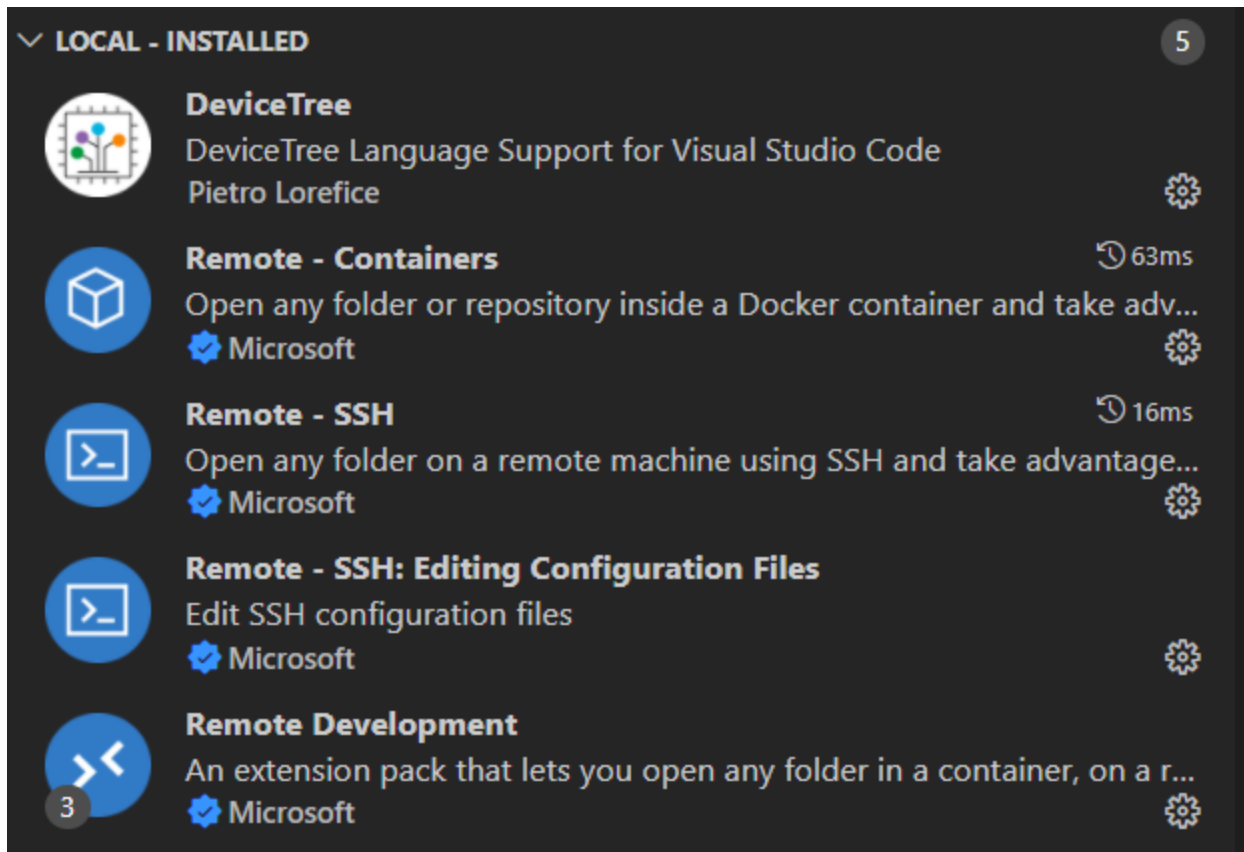 LOCAL - INSTALLED 5
DeviceTree
DeviceTree Language Support for Visual Studio Code
Pietro Lorefice
Remote - Containers 63ms
Open any folder or repository inside a Docker container and take adv...
Microsoft
Remote - SSH 16ms
Open any folder on a remote machine using SSH and take advantage...
Microsoft
Remote - SSH: Editing Configuration Files
Edit SSH configuration files
Microsoft
Remote Development
An extension pack that lets you open any folder in a container, on a r...
3 Microsoft